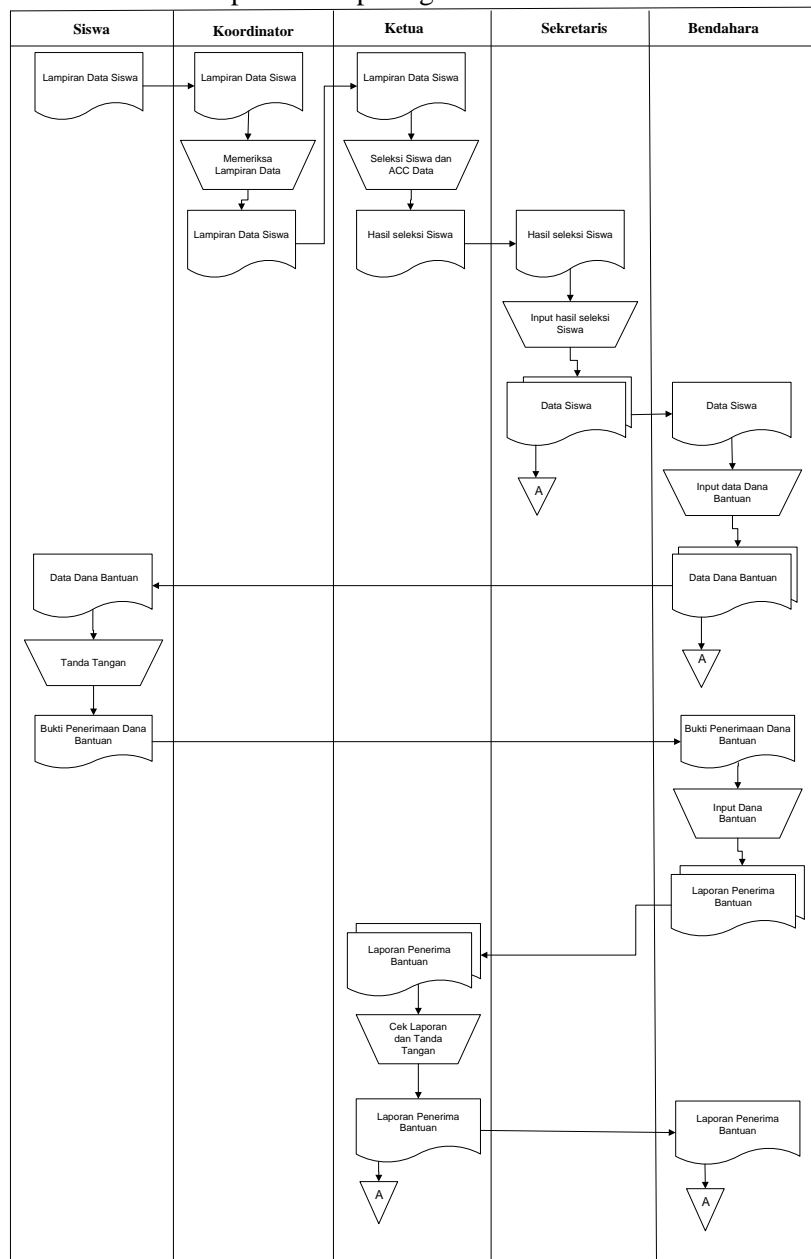 Siswa
Koordinator
Ketua
Sekretaris
Bendahara
Lampiran Data Siswa
Lampiran Data Siswa
Lampiran Data Siswa
Memeriksa
Lampiran Data
Seleksi Siswa dan
ACC Data
Lampiran Data Siswa
Hasil seleksi Siswa
Hasil seleksi Siswa
Input hasil seleksi
Siswa
Data Siswa
Data Siswa
A
Input data Dana
Bantuan
Data Dana Bantuan
Data Dana Bantuan
A
Tanda Tangan
Bukti Penerimaan Dana
Bantuan
Bukti Penerimaan Dana
Bantuan
Input Dana
Bantuan
Laporan Penerima
Bantuan
Laporan Penerima
Bantuan
Cek Laporan
dan Tanda
Tangan
Laporan Penerima
Bantuan
Laporan Penerima
Bantuan
A
A